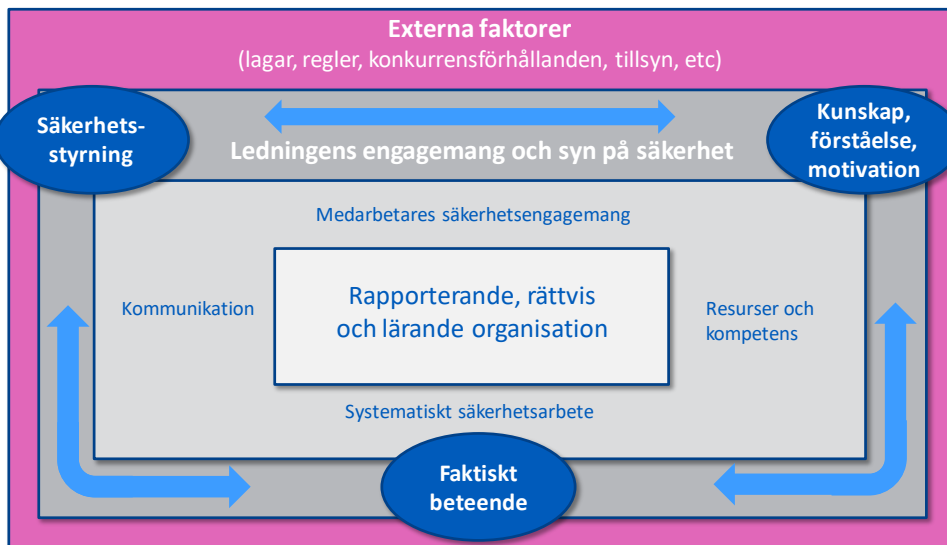 Externa faktorer
(lagar, regler, konkurrensförhållanden, tillsyn, etc)
Säkerhets-
styrning
Kunskap,
förståelse,
motivation
Ledningens engagemang och syn på säkerhet
Medarbetares säkerhetsengagemang
Kommunikation
Rapporterande, rättvis
och lärande organisation
Resurser och
kompetens
Systematiskt säkerhetsarbete
Faktiskt
beteende